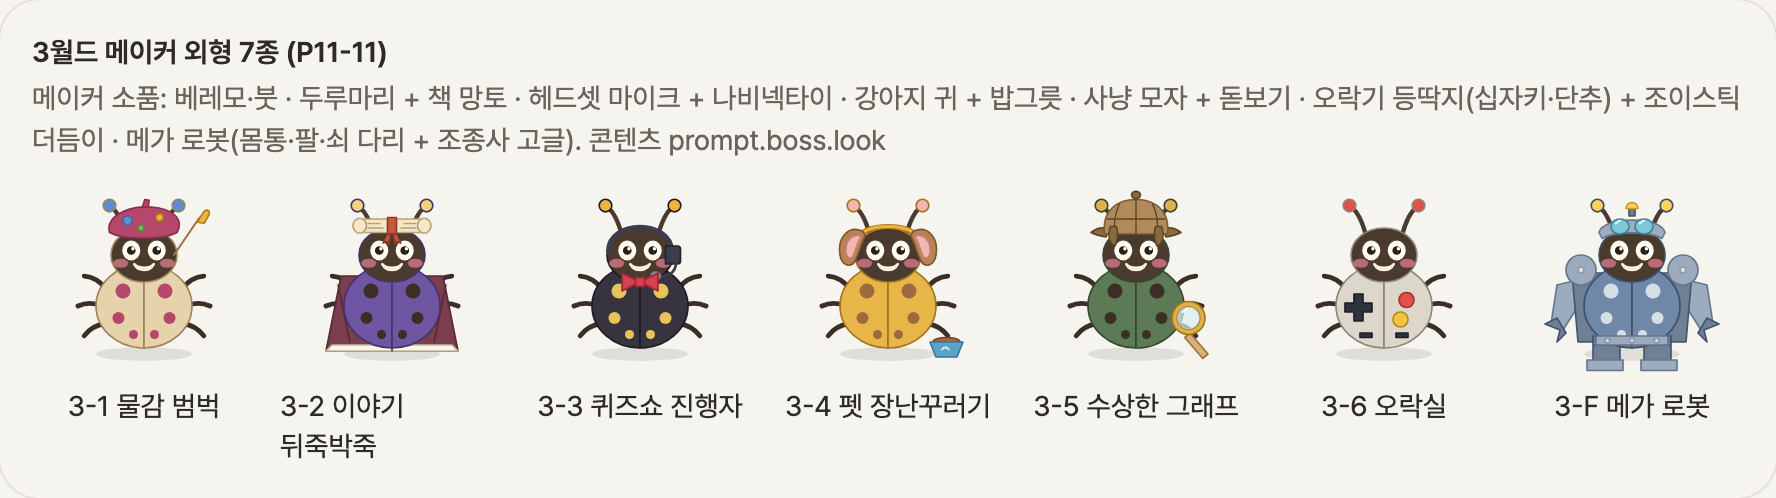 3월드 메이커 외형 7종 (P11-11)
메이커 소품: 베레모·붓 · 두루마리 + 책 망토 · 헤드셋 마이크 + 나비넥타이 · 강아지 귀 + 밥그릇 · 사냥 모자 + 돋보기 · 오락기 등딱지(십자키·단추) + 조이스틱
더듬이 · 메가 로봇(몸통·팔·쇠 다리 + 조종사 고글). 콘텐츠 prompt.boss.look
3-1 물감 범벅
3-2 이야기
뒤죽박죽
3-3 퀴즈쇼 진행자
3-4 펫 장난꾸러기
3-5 수상한 그래프
3-6 오락실
3-F 메가 로봇